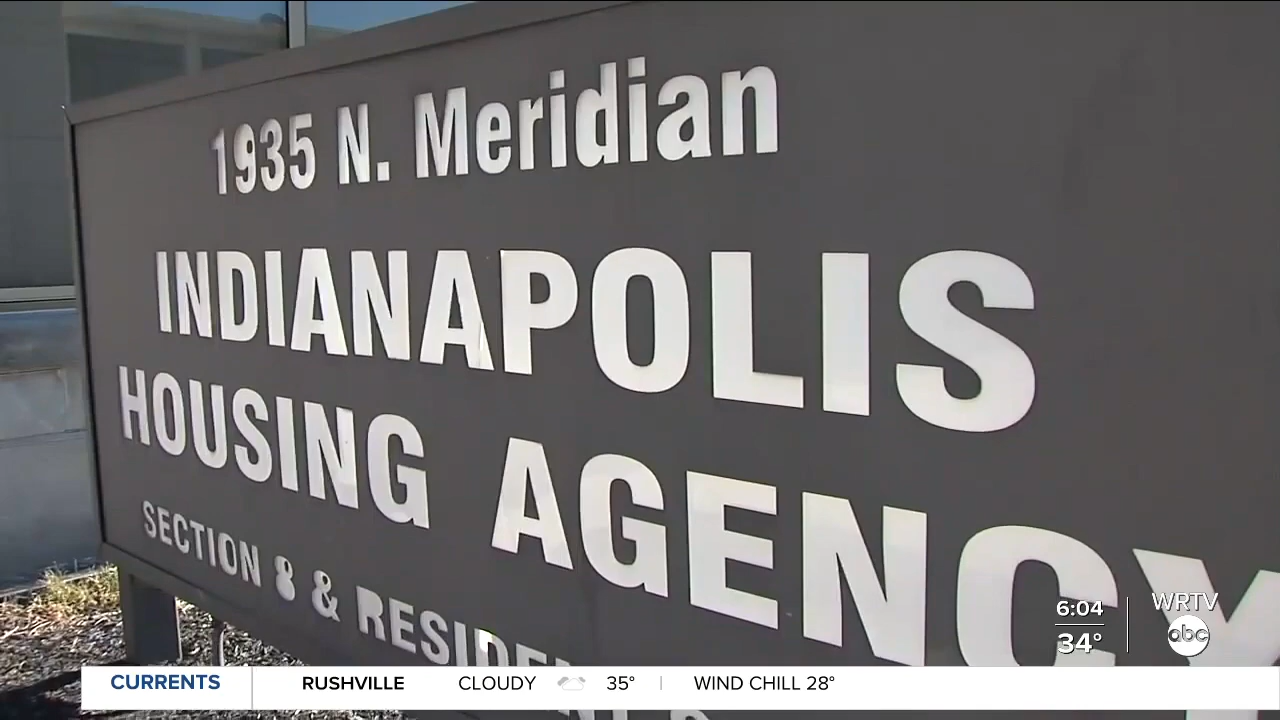 1935 N. Meridian
INDIANAPOLIS
HOUSING AGENCY
SECTION 8 &
6:04
34°
WRTV
abc
CURRENTS RUSHVILLE CLOUDY 35° WIND CHILL 28°